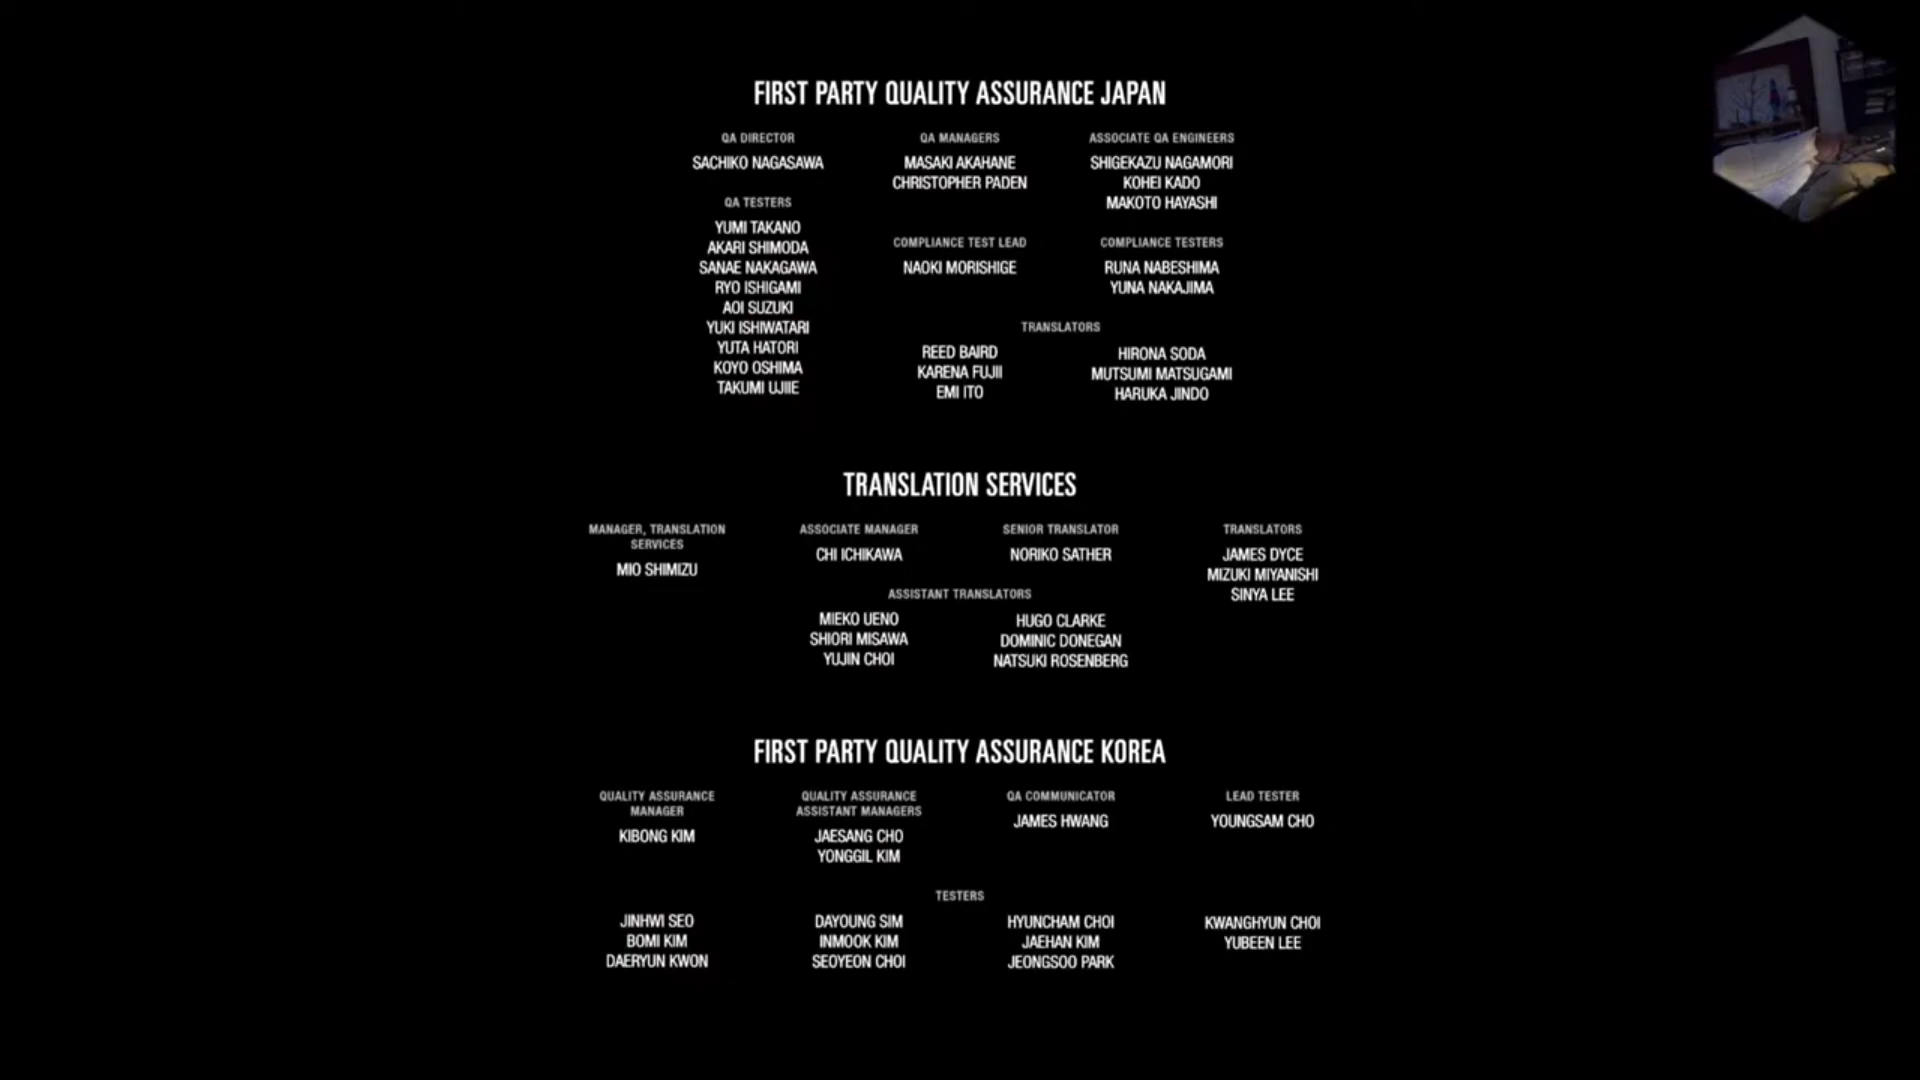 FIRST PARTY QUALITY ASSURANCE JAPAN
QA DIRECTOR
SACHIKO NAGASAWA
QA TESTERS
YUMI TAKANO
AKARI SHIMODA
SANAE NAKAGAWA
RYO ISHIGAMI
AOI SUZUKI
YUKI ISHIWATARI
YUTA HATORI
KOYO OSHIMA
TAKUMI UJIIE
QA MANAGERS
MASAKI AKAHANE
CHRISTOPHER PADEN
COMPLIANCE TEST LEAD
NAOKI MORISHIGE
ASSOCIATE QA ENGINEERS
SHIGEKAZU NAGAMORI
KOHEI KADO
MAKOTO HAYASHI
COMPLIANCE TESTERS
RUNA NABESHIMA
YUNA NAKAJIMA
TRANSLATORS
REED BAIRD
KARENA FUJII
EMI ITO
HIRONA SODA
MUTSUMI MATSUGAMI
HARUKA JINDO
TRANSLATION SERVICES
MANAGER, TRANSLATION
SERVICES
MIO SHIMIZU
ASSOCIATE MANAGER
CHI ICHIKAWA
SENIOR TRANSLATOR
NORIKO SATHER
TRANSLATORS
JAMES DYCE
MIZUKI MIYANISHI
SINYA LEE
ASSISTANT TRANSLATORS
MIEKO UENO
SHIORI MISAWA
YUJIN CHOI
HUGO CLARKE
DOMINIC DONEGAN
NATSUKI ROSENBERG
FIRST PARTY QUALITY ASSURANCE KOREA
QUALITY ASSURANCE
MANAGER
KIBONG KIM
QUALITY ASSURANCE
ASSISTANT MANAGERS
JAESANG CHO
YONGGIL KIM
QA COMMUNICATOR
JAMES HWANG
LEAD TESTER
YOUNGSAM CHO
TESTERS
JINHWI SEO
BOMI KIM
DAERYUN KWON
DAYOUNG SIM
INMOOK KIM
SEOYEON CHOI
HYUNCHAM CHOI
JAEHAN KIM
JEONGSOO PARK
KWANGHYUN CHOI
YUBEEN LEE